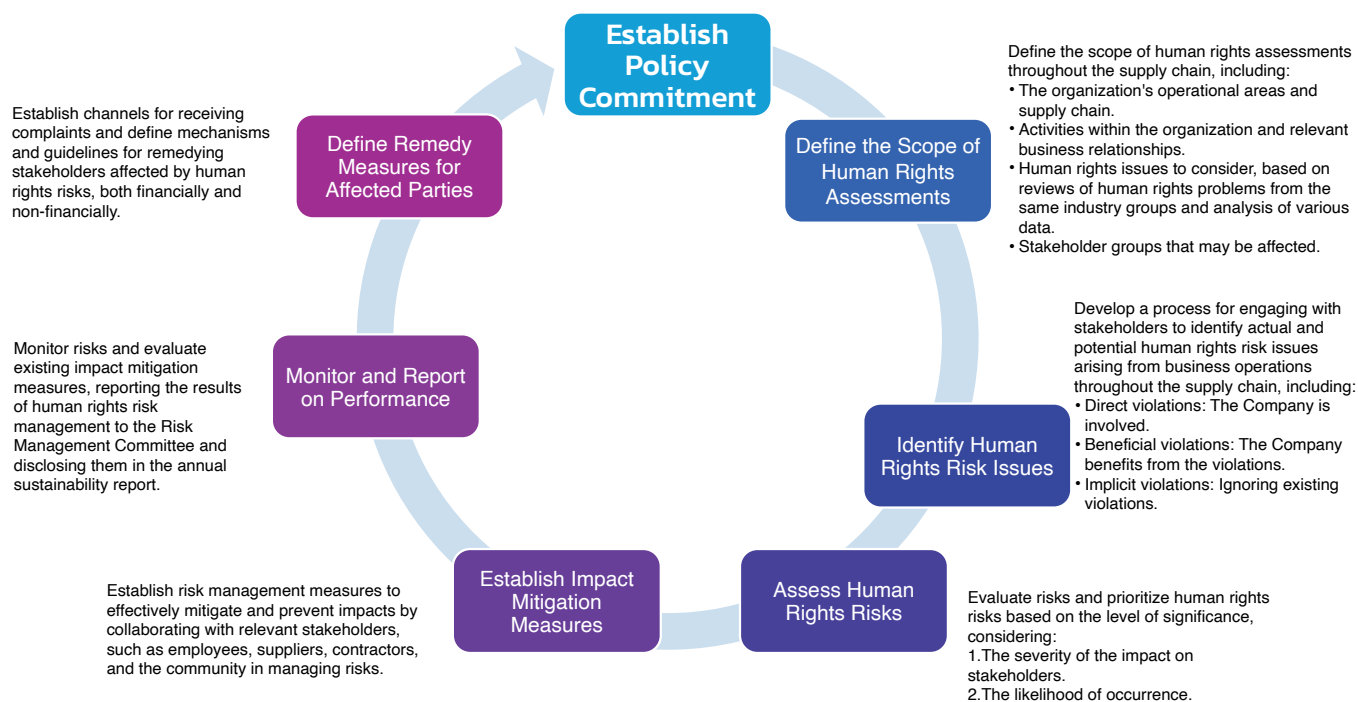 Establish
Policy
Commitment
Define the Scope of
Human Rights
Assessments
Define the scope of human rights assessments
throughout the supply chain, including:
• The organization's operational areas and
supply chain.
• Activities within the organization and relevant
business relationships.
• Human rights issues to consider, based on
reviews of human rights problems from the
same industry groups and analysis of various
data.
• Stakeholder groups that may be affected.
Identify Human
Rights Risk Issues
Develop a process for engaging with
stakeholders to identify actual and
potential human rights risk issues
arising from business operations
throughout the supply chain, including:
• Direct violations: The Company is
involved.
• Beneficial violations: The Company
benefits from the violations.
• Implicit violations: Ignoring existing
violations.
Assess Human
Rights Risks
Evaluate risks and prioritize human rights
risks based on the level of significance,
considering:
1.The severity of the impact on
stakeholders.
2.The likelihood of occurrence.
Establish Impact
Mitigation
Measures
Establish risk management measures to
effectively mitigate and prevent impacts by
collaborating with relevant stakeholders,
such as employees, suppliers, contractors,
and the community in managing risks.
Monitor and Report
on Performance
Monitor risks and evaluate
existing impact mitigation
measures, reporting the results
of human rights risk
management to the Risk
Management Committee and
disclosing them in the annual
sustainability report.
Define Remedy
Measures for
Affected Parties
Establish channels for receiving
complaints and define mechanisms
and guidelines for remedying
stakeholders affected by human
rights risks, both financially and
non-financially.